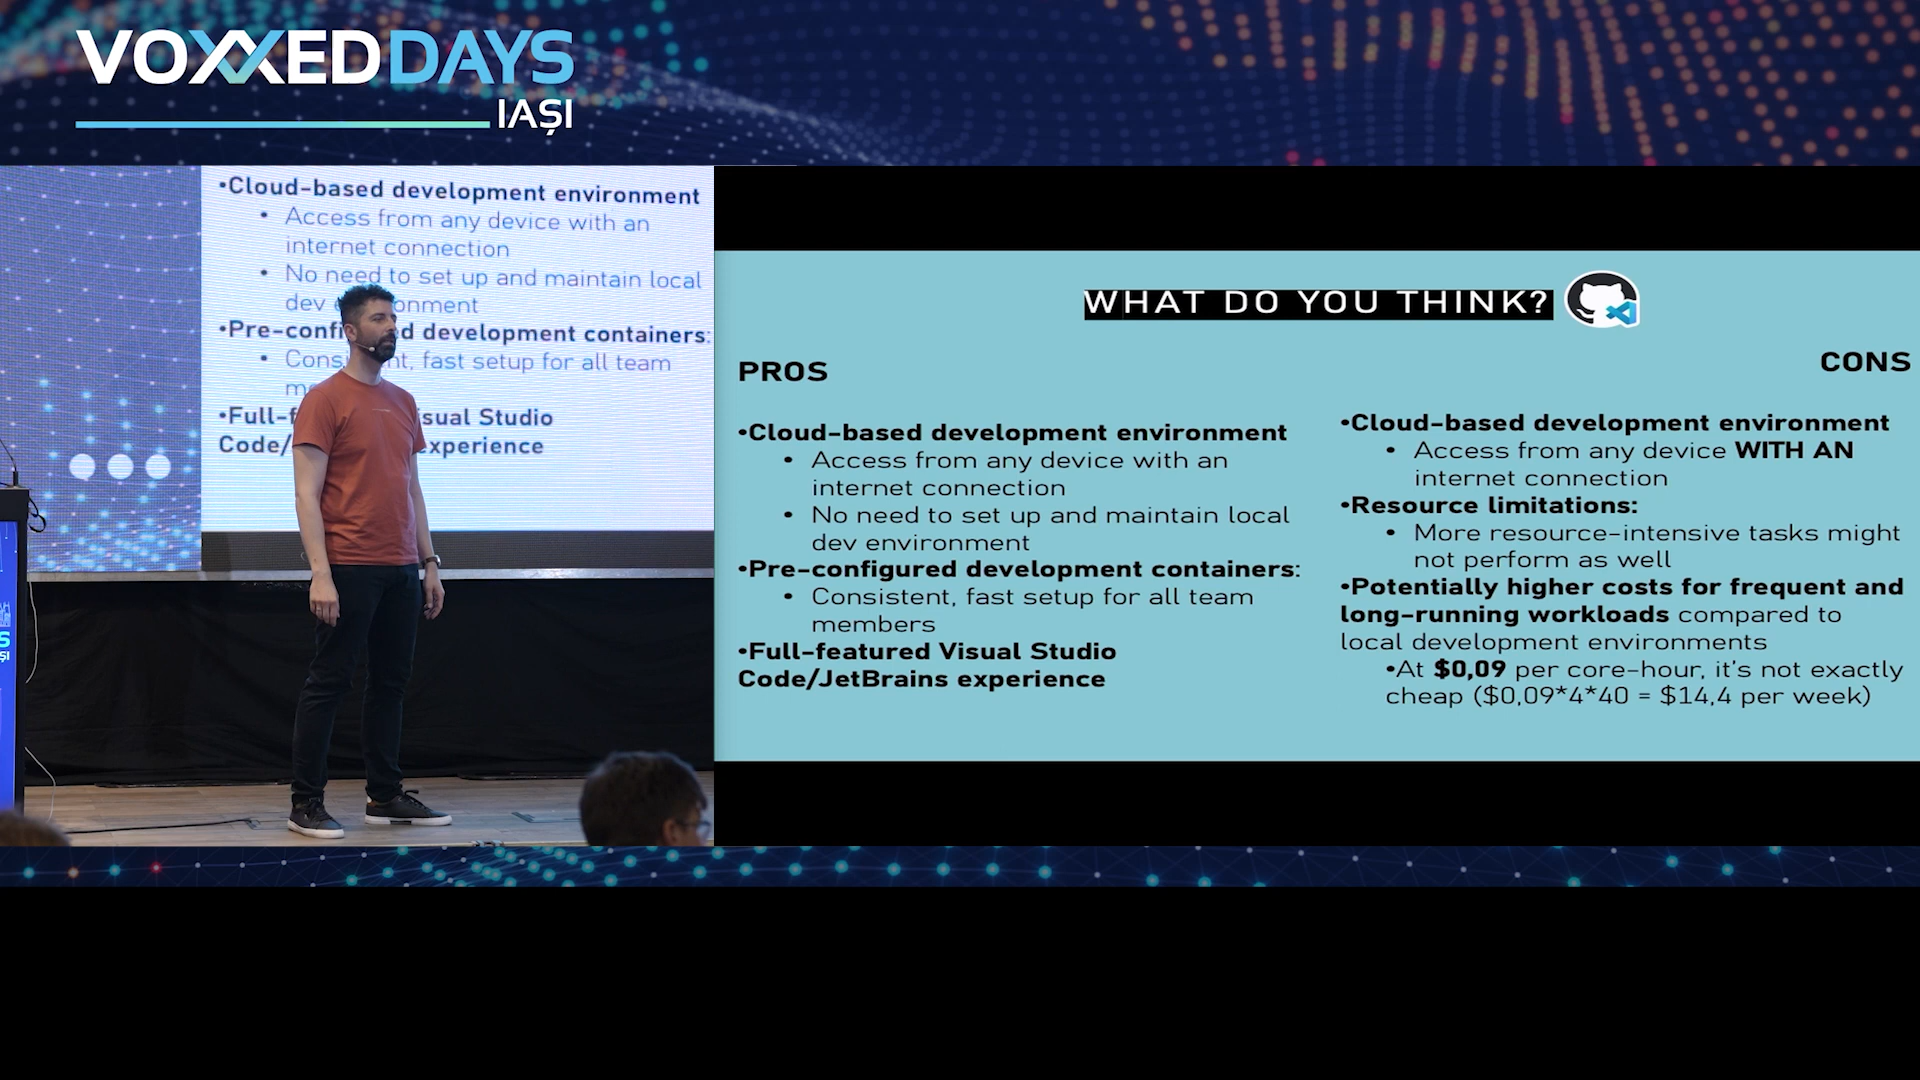 VOXXEDDAYS
IAȘI
•Cloud-based development environment
• Access from any device with an
internet connection
• No need to set up and maintain local
dev onment
•Pre-confi d development containers:
• Cons nt, fast setup for all team
me
•Full-f isual Studio
Code/ experience
WHAT DO YOU THINK?
PROS
•Cloud-based development environment
• Access from any device with an
internet connection
• No need to set up and maintain local
dev environment
•Pre-configured development containers:
• Consistent, fast setup for all team
members
•Full-featured Visual Studio
Code/JetBrains experience
CONS
•Cloud-based development environment
• Access from any device WITH AN
internet connection
•Resource limitations:
• More resource-intensive tasks might
not perform as well
•Potentially higher costs for frequent and
long-running workloads compared to
local development environments
•At $0,09 per core-hour, it's not exactly
cheap ($0,09*4*40 = $14,4 per week)